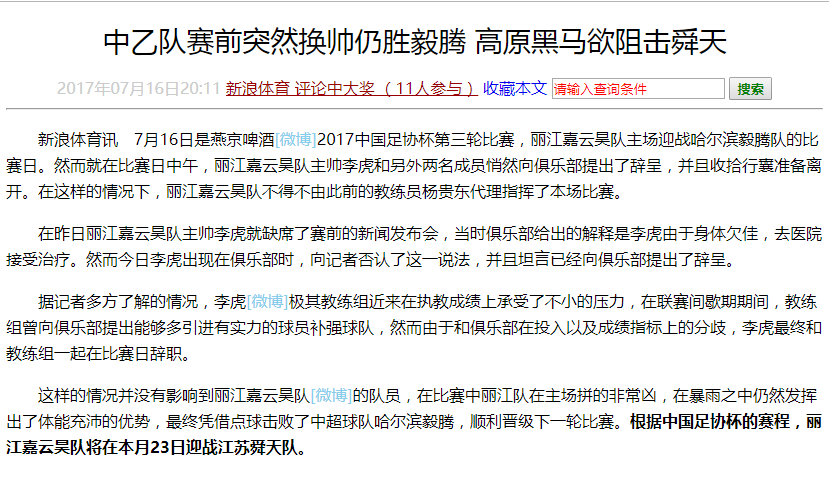 中乙队赛前突然换帅仍胜毅腾 高原黑马欲阻击舜天
2017年07月16日20:11 新浪体育 评论中大奖（11人参与） 收藏本文 请输入查询条件 搜索
新浪体育讯　7月16日是燕京啤酒[微博]2017中国足协杯第三轮比赛，丽江嘉云昊队主场迎战哈尔滨毅腾队的比
赛日。然而就在比赛日中午，丽江嘉云昊队主帅李虎和另外两名成员悄然向俱乐部提出了辞呈，并且收拾行囊准备离
开。在这样的情况下，丽江嘉云昊队不得不由此前的教练员杨贵东代理指挥了本场比赛。
在昨日丽江嘉云昊队主帅李虎就缺席了赛前的新闻发布会，当时俱乐部给出的解释是李虎由于身体欠佳，去医院
接受治疗。然而今日李虎出现在俱乐部时，向记者否认了这一说法，并且坦言已经向俱乐部提出了辞呈。
据记者多方了解的情况，李虎[微博]极其教练组近来在执教成绩上承受了不小的压力，在联赛间歇期期间，教练
组曾向俱乐部提出能够多引进有实力的球员补强球队，然而由于和俱乐部在投入以及成绩指标上的分歧，李虎最终和
教练组一起在比赛日辞职。
这样的情况并没有影响到丽江嘉云昊队[微博]的队员，在比赛中丽江队在主场拼的非常凶，在暴雨之中仍然发挥
出了体能充沛的优势，最终凭借点球击败了中超球队哈尔滨毅腾，顺利晋级下一轮比赛。根据中国足协杯的赛程，丽
江嘉云昊队将在本月23日迎战江苏舜天队。